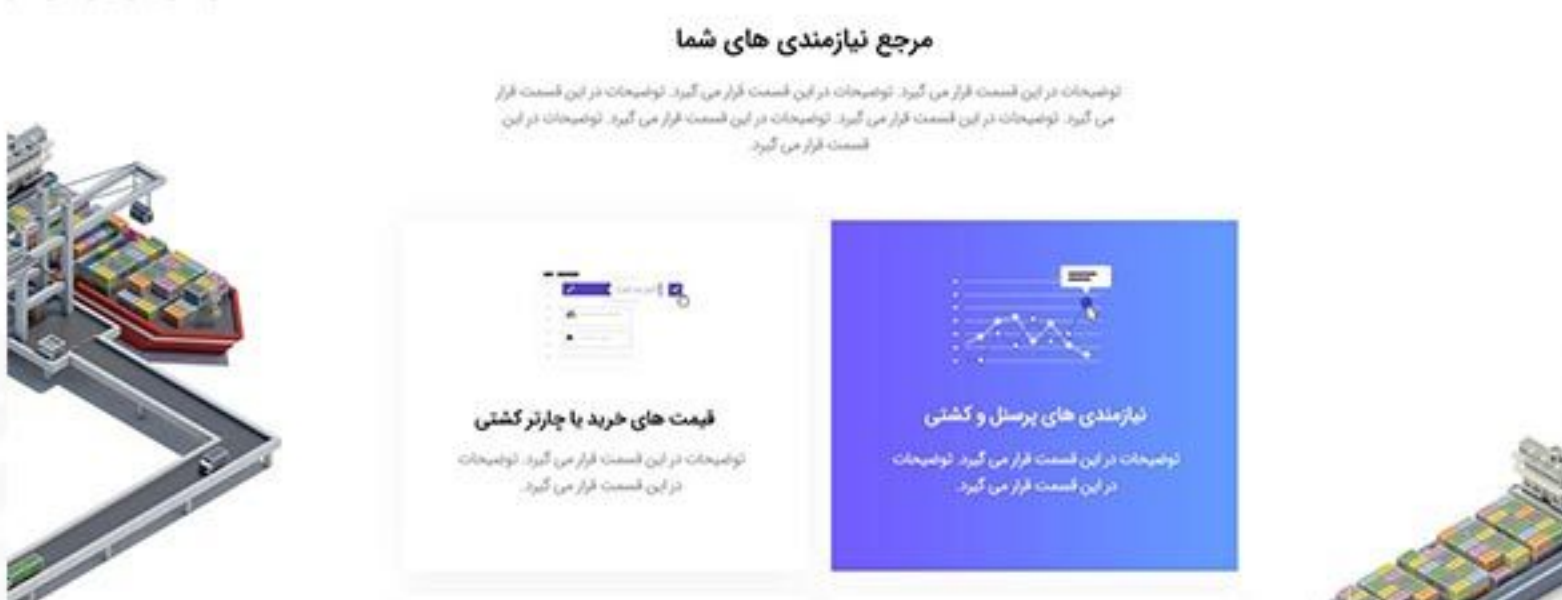 مرجع نیازمندی های شما
توضیحات در این قسمت قرار می گیرد. توضیحات در این قسمت قرار می گیرد. توضیحات در این قسمت قرار
می گیرد. توضیحات در این قسمت قرار می گیرد. توضیحات در این قسمت قرار می گیرد. توضیحات در این
قسمت قرار می گیرد.
نیازمندی های پرسنل و کشتی
توضیحات در این قسمت قرار می گیرد. توضیحات
در این قسمت قرار می گیرد.
قیمت های خرید یا چارتر کشتی
توضیحات در این قسمت قرار می گیرد. توضیحات
در این قسمت قرار می گیرد.